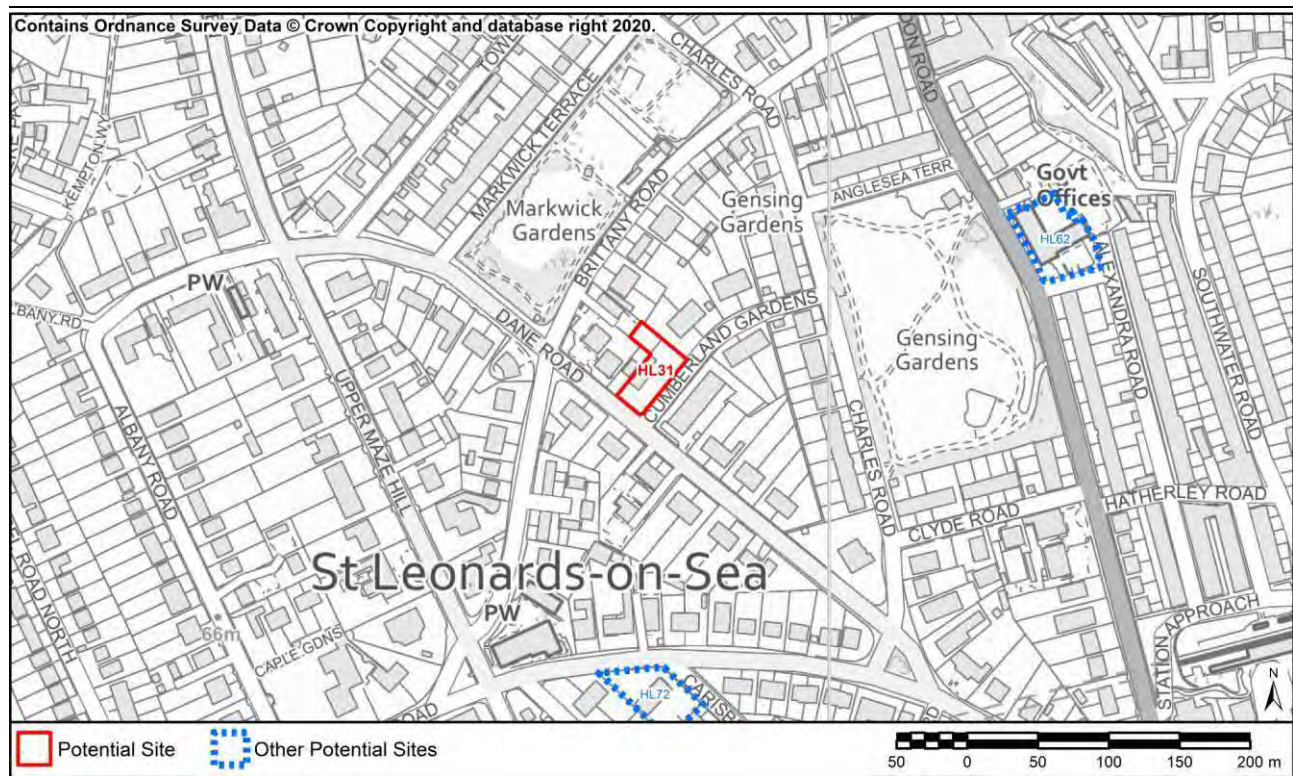 Contains Ordnance Survey Data © Crown Copyright and database right 2020.
CHARLES ROAD
MARKWICK TERRACE
KEMPTON WY
Markwick
Gardens
BRITTANY ROAD
Gensing
Gardens
ANGLESEA TERR
Govt
Offices
HL62
ALEXANDRA ROAD
SOUTHWATER ROAD
PW
DANE ROAD
HL31
CUMBERLAND GARDENS
Gensing
Gardens
ALBANY ROAD
UPPER MAZE HILL
CHARLES ROAD
HATHERLEY ROAD
CLYDE ROAD
St Leonards-on-Sea
PW
66m
CAPLE GDNS
STATION APPROACH
HL72
N
Potential Site
Other Potential Sites
50 0 50 100 150 200 m